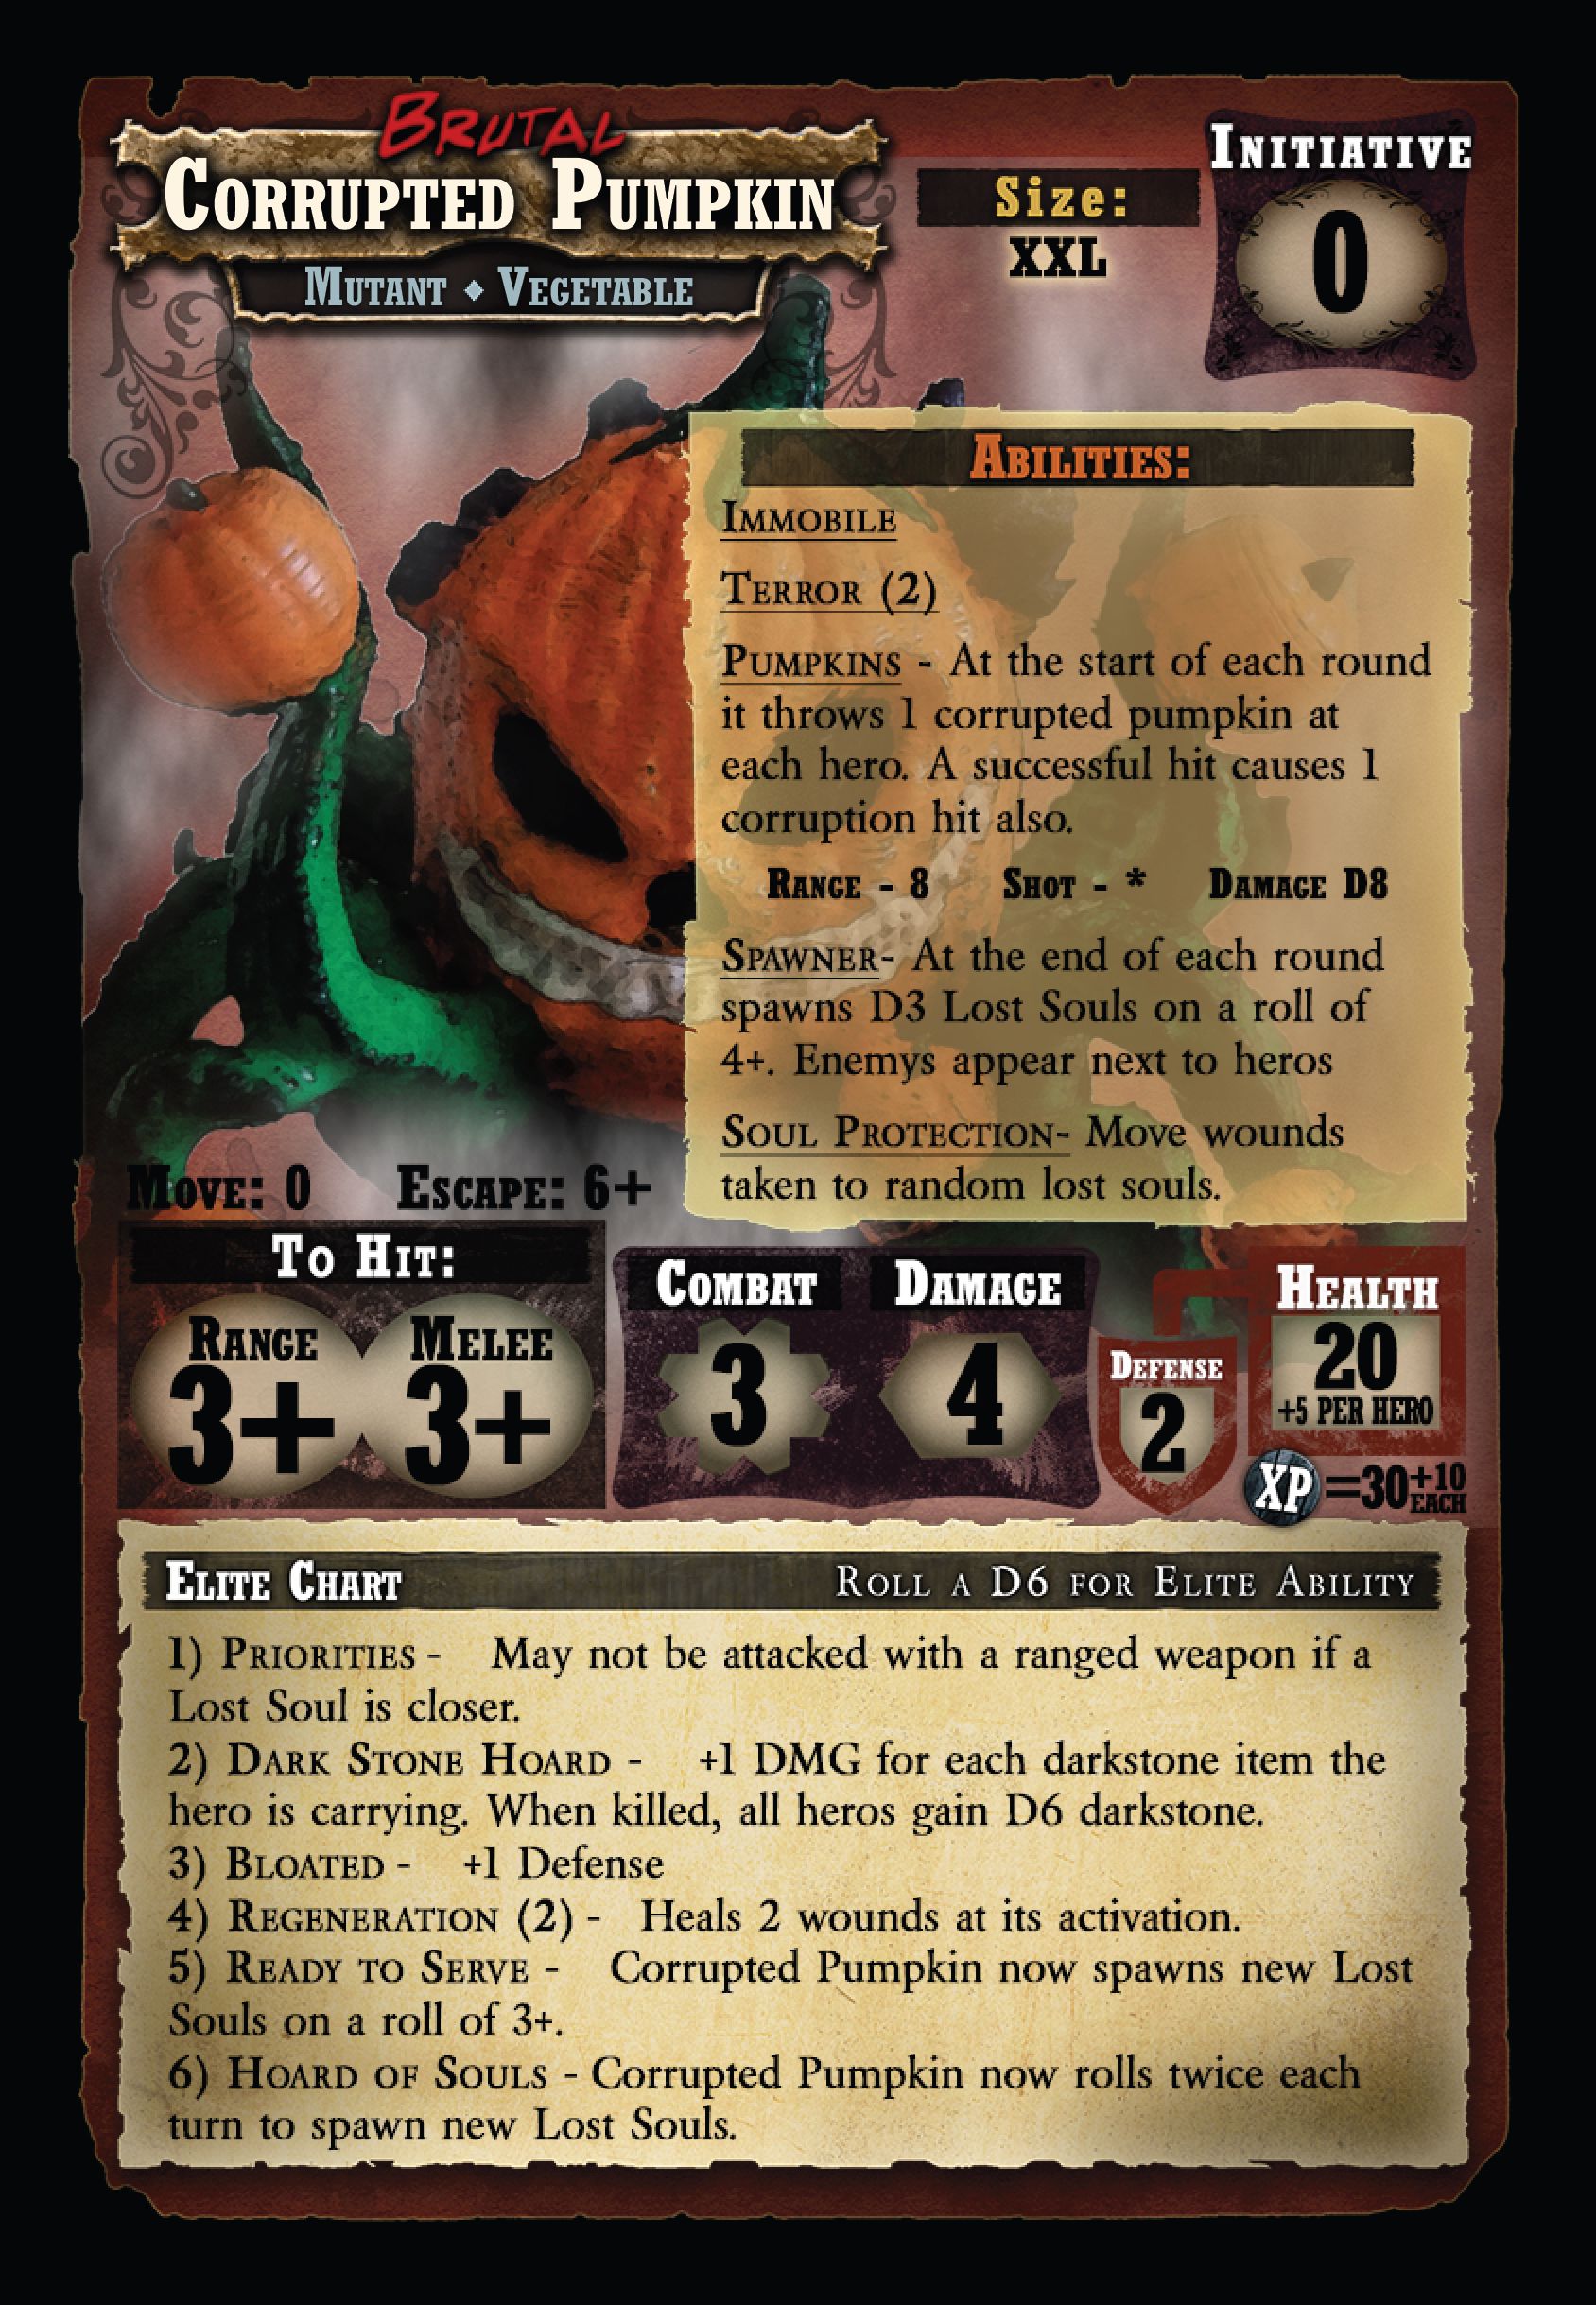 Brutal
Corrupted Pumpkin
Mutant ◆ Vegetable
Size:
XXL
Initiative
0
Abilities:
Immobile
Terror (2)
Pumpkins - At the start of each round
it throws 1 corrupted pumpkin at
each hero. A successful hit causes 1
corruption hit also.
Range - 8 Shot - * Damage D8
Spawner- At the end of each round
spawns D3 Lost Souls on a roll of
4+. Enemys appear next to heros
Soul Protection- Move wounds
taken to random lost souls.
Move: 0 Escape: 6+
To Hit:
Range
3+
Melee
3+
Combat
3
Damage
4
Defense
2
Health
20
+5 PER HERO
XP =30 +10 EACH
Elite Chart Roll a D6 for Elite Ability
1) Priorities - May not be attacked with a ranged weapon if a
Lost Soul is closer.
2) Dark Stone Hoard - +1 DMG for each darkstone item the
hero is carrying. When killed, all heros gain D6 darkstone.
3) Bloated - +1 Defense
4) Regeneration (2) - Heals 2 wounds at its activation.
5) Ready to Serve - Corrupted Pumpkin now spawns new Lost
Souls on a roll of 3+.
6) Hoard of Souls - Corrupted Pumpkin now rolls twice each
turn to spawn new Lost Souls.